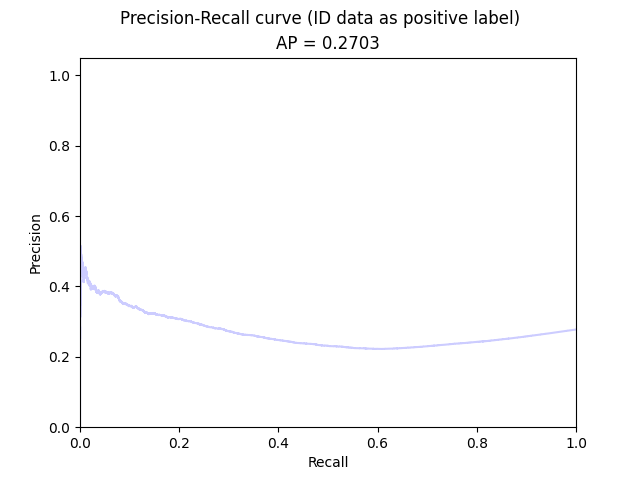 Precision-Recall curve (ID data as positive label)
AP = 0.2703
1.0
0.8
0.6
0.4
0.2
0.0
Precision
0.0 0.2 0.4 0.6 0.8 1.0
Recall